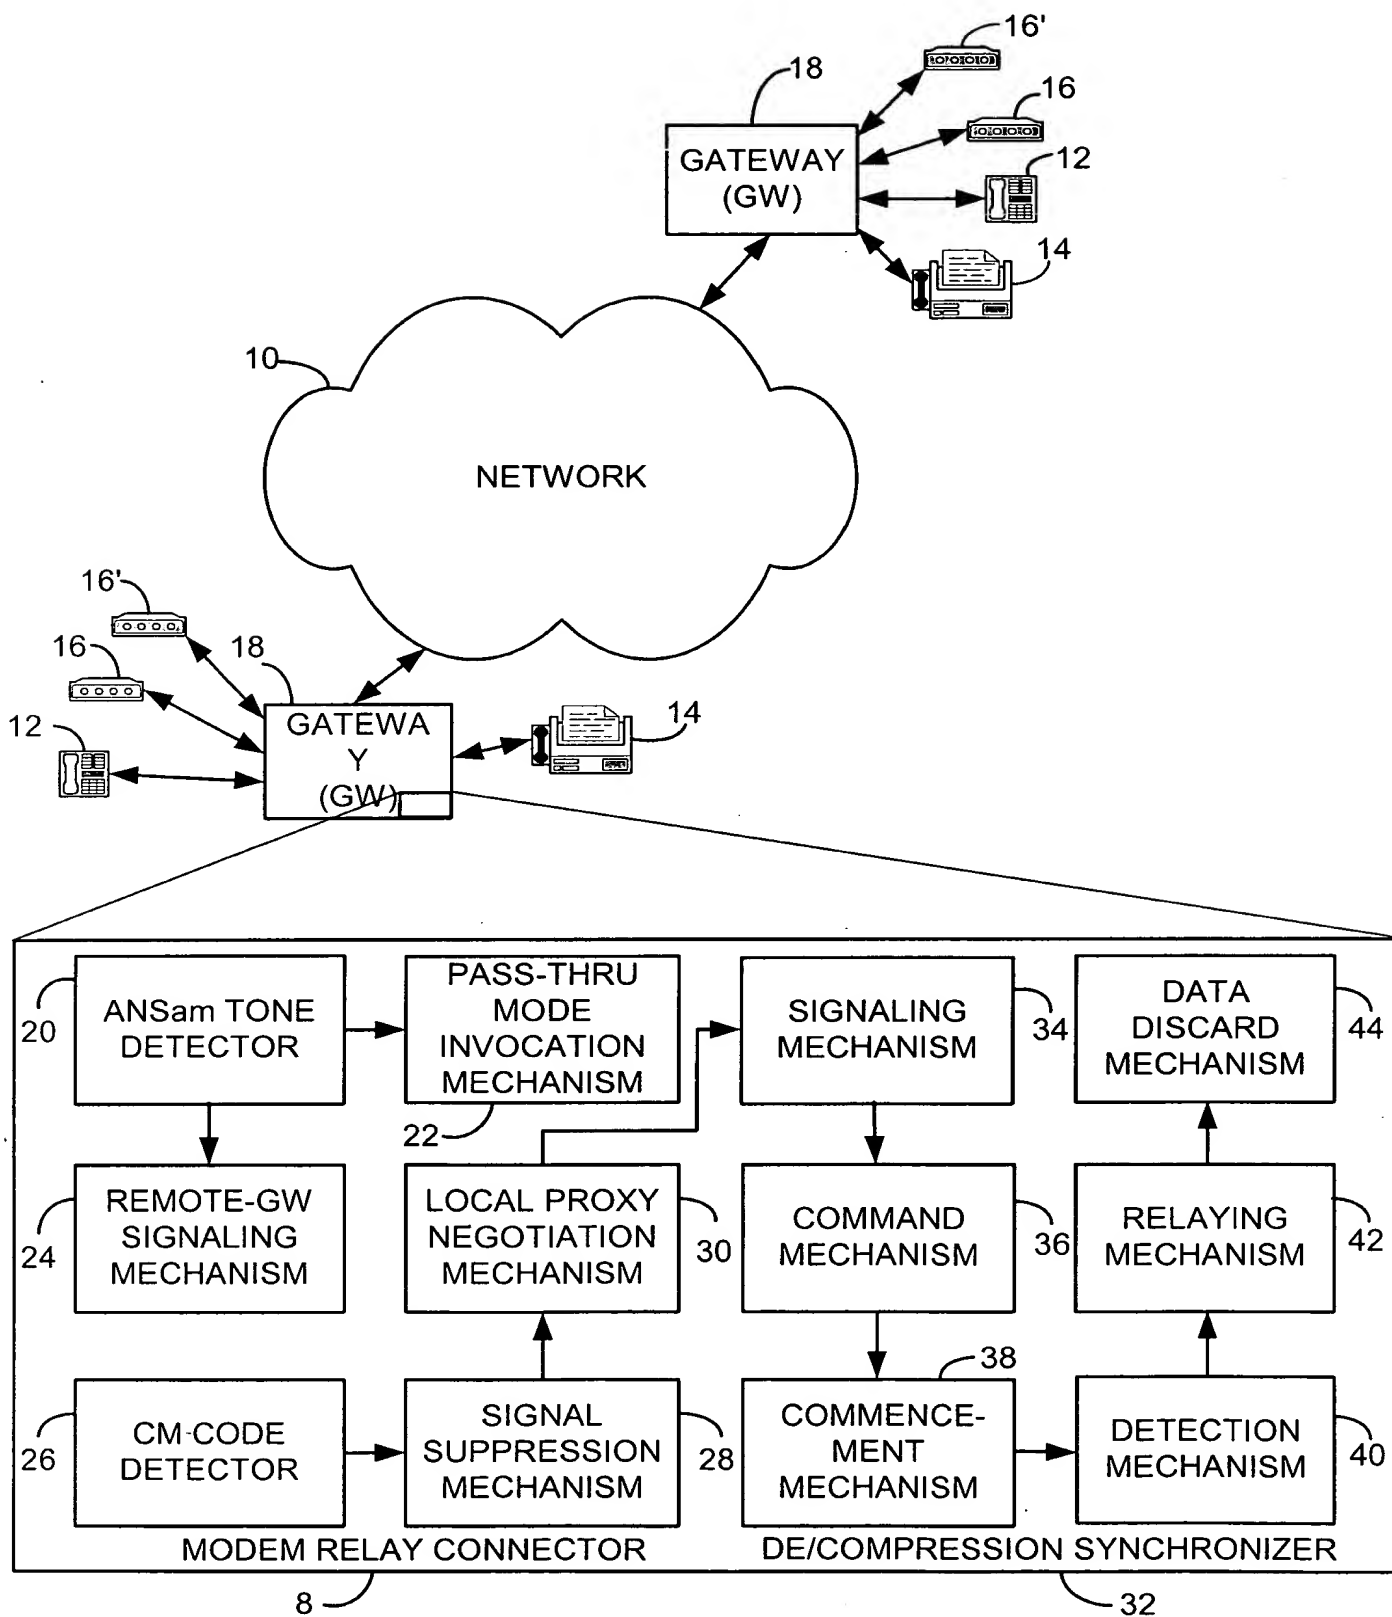 16'
18
16
GATEWAY
(GW)
12
14
10
NETWORK
16'
16
18
12
GATEWA
Y
(GW)
14
20
ANSam TONE
DETECTOR
PASS-THRU
MODE
INVOCATION
MECHANISM
22
SIGNALING
MECHANISM
34
DATA
DISCARD
MECHANISM
44
24
REMOTE-GW
SIGNALING
MECHANISM
LOCAL PROXY
NEGOTIATION
MECHANISM
30
COMMAND
MECHANISM
36
RELAYING
MECHANISM
42
26
CM-CODE
DETECTOR
SIGNAL
SUPPRESSION
MECHANISM
28
38
COMMENCE-
MENT
MECHANISM
DETECTION
MECHANISM
40
MODEM RELAY CONNECTOR
DE/COMPRESSION SYNCHRONIZER
8
32